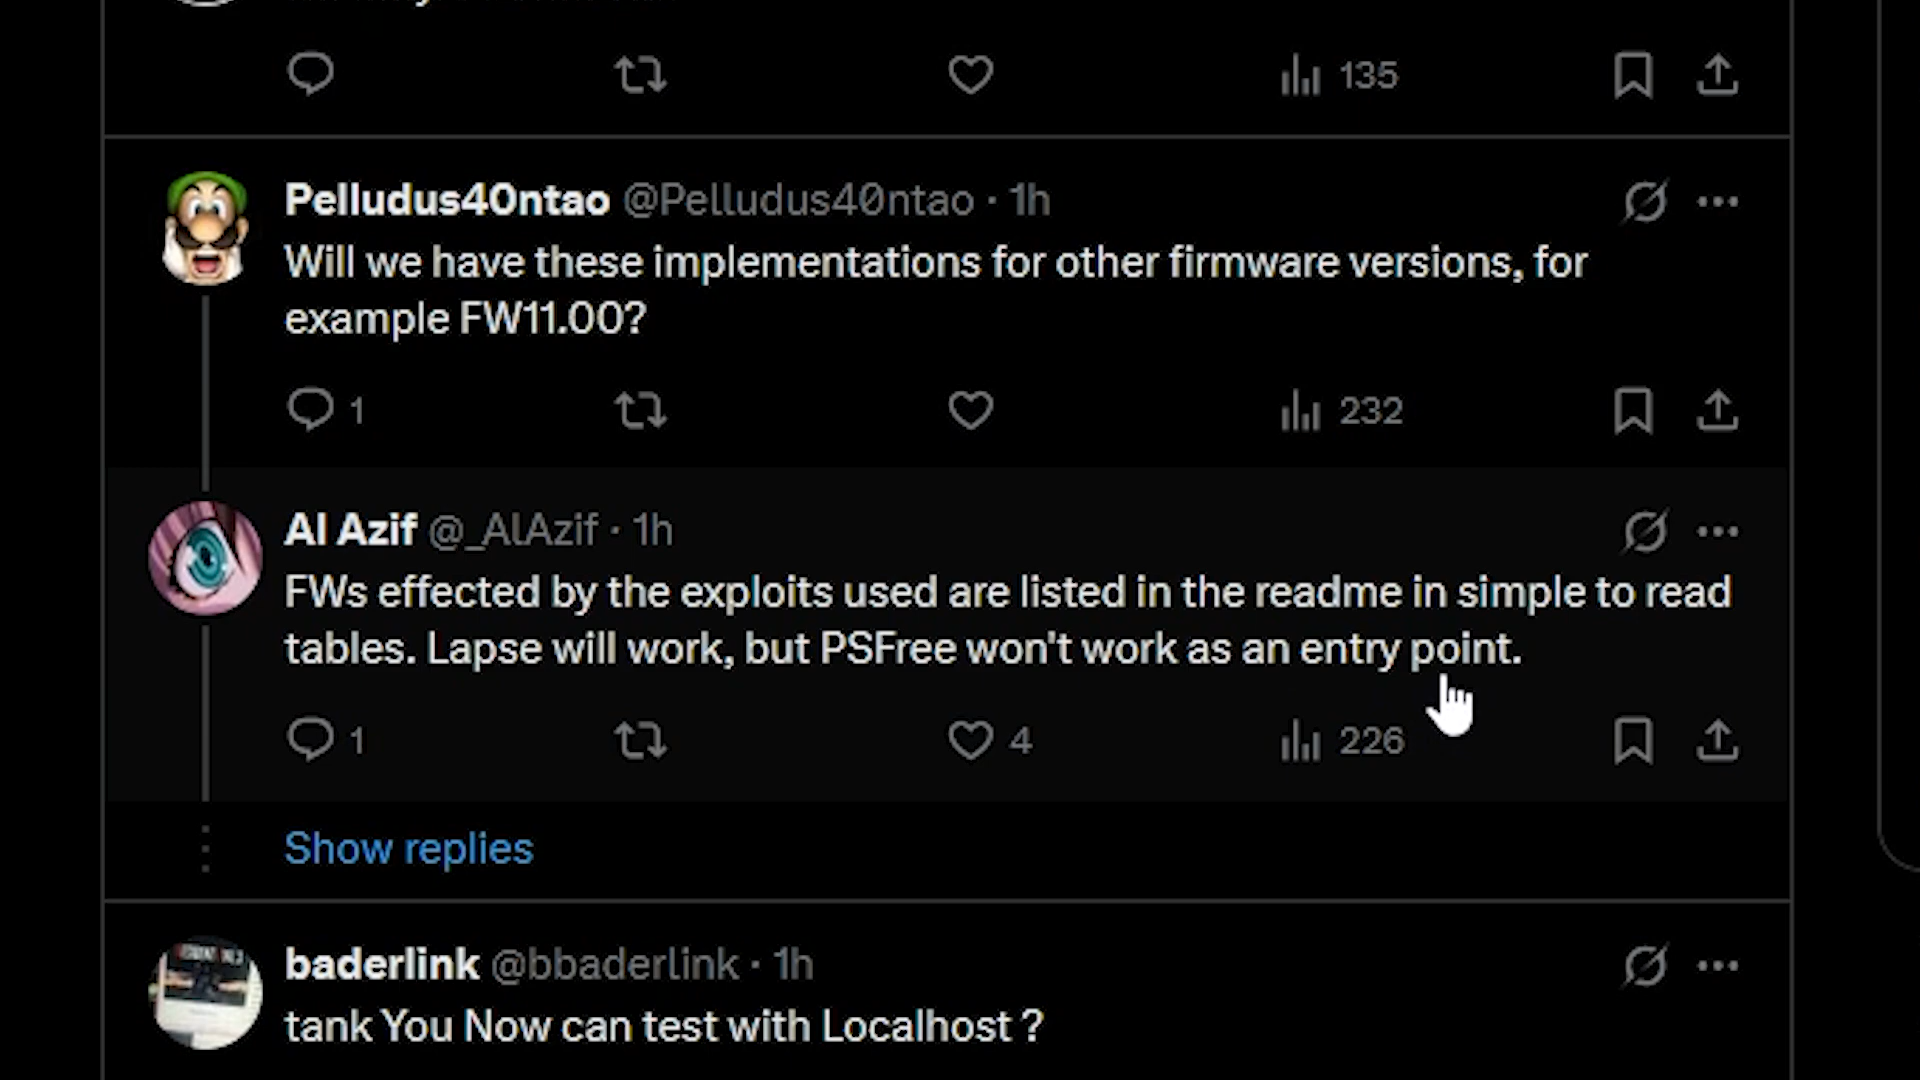 135
Pelludus40ntao @Pelludus40ntao · 1h
Will we have these implementations for other firmware versions, for
example FW11.00?
1 232
Al Azif @_AlAzif · 1h
FWs effected by the exploits used are listed in the readme in simple to read
tables. Lapse will work, but PSFree won't work as an entry point.
1 4 226
Show replies
baderlink @bbaderlink · 1h
tank You Now can test with Localhost ?